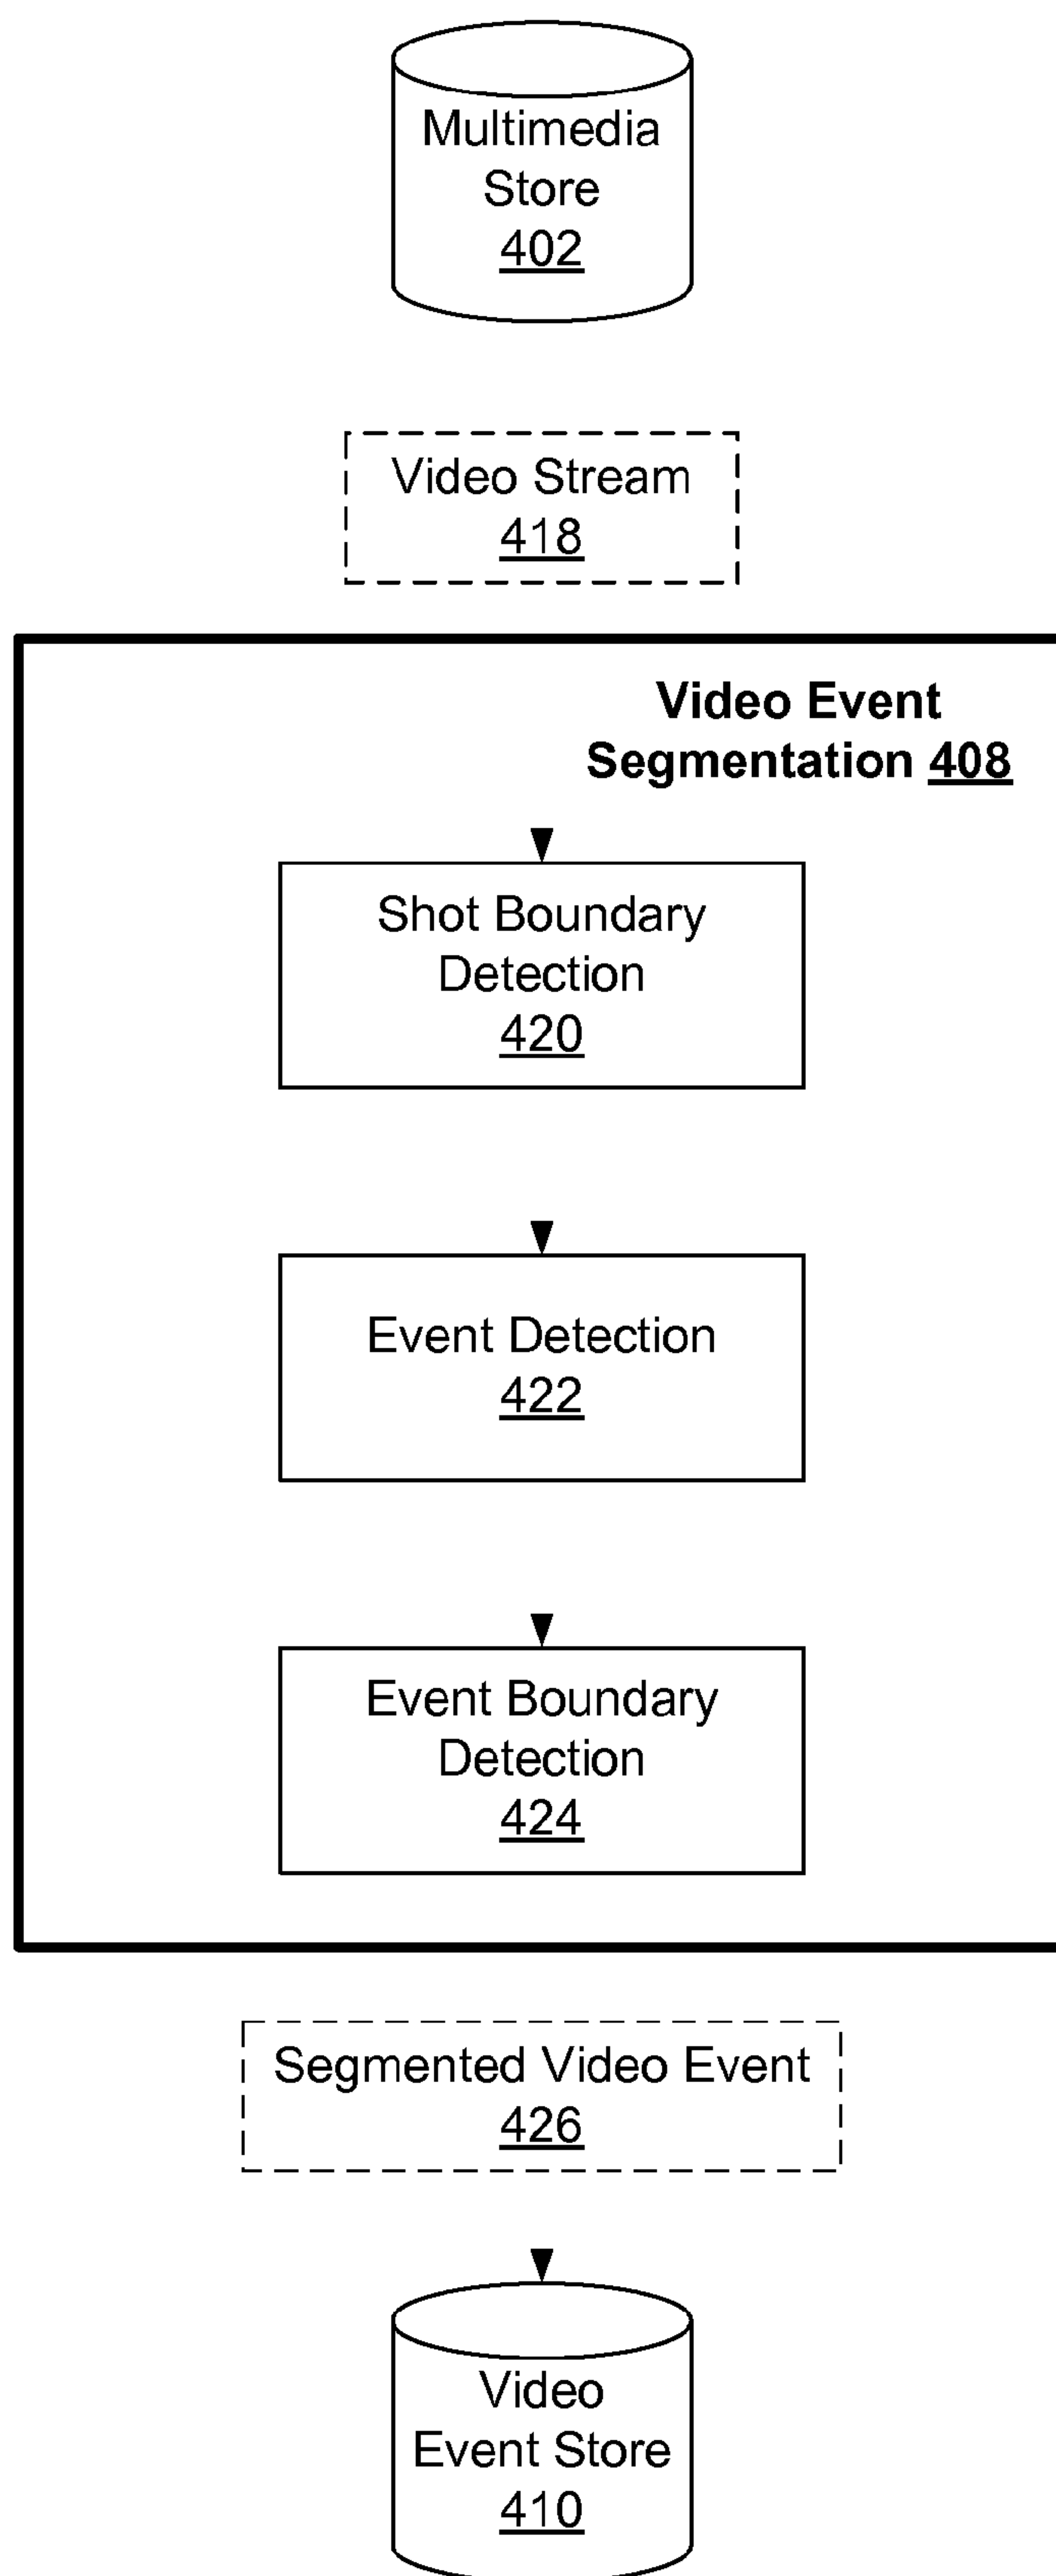 Multimedia
Store
402
Video Stream
418
Video Event
Segmentation 408
Shot Boundary
Detection
420
Event Detection
422
Event Boundary
Detection
424
Segmented Video Event
426
Video
Event Store
410